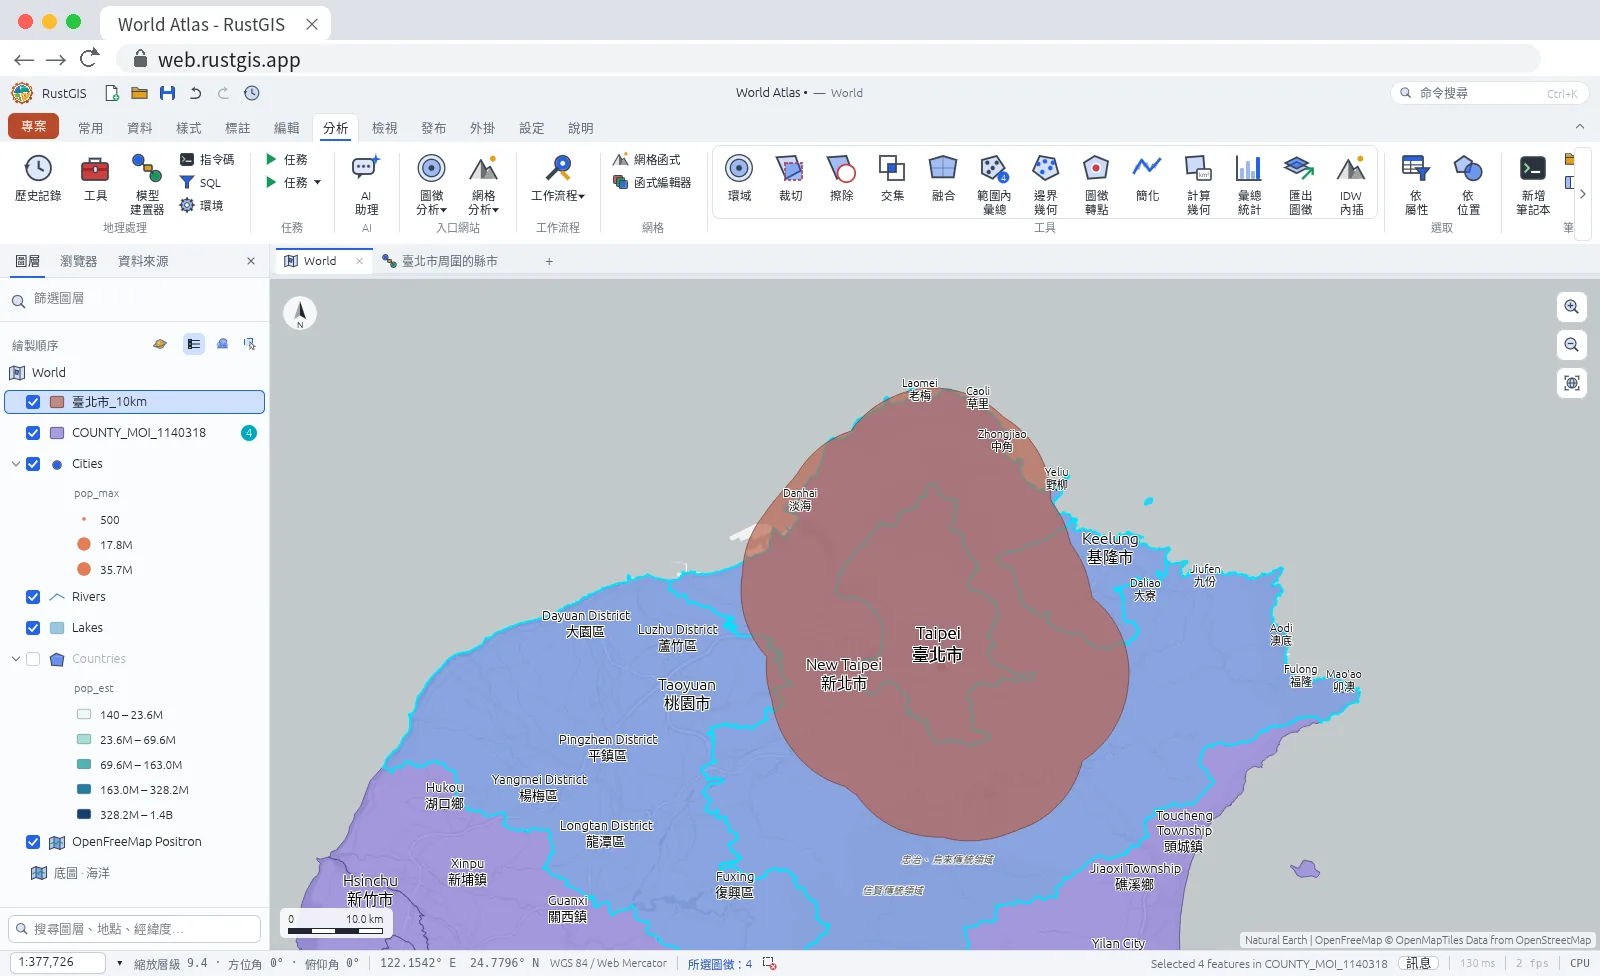 World Atlas - RustGIS
web.rustgis.app
RustGIS
World Atlas • — World
命令搜尋 Ctrl+K
專案 常用 資料 樣式 標註 編輯 分析 檢視 發布 外掛 設定 說明
歷史記錄
工具
模型
建置器
指令碼
SQL
環境
地理處理
任務
任務
任務
AI
助理
AI
圖徵
分析▾
網格
分析▾
入口網站
工作流程▾
工作流程
網格函式
函式編輯器
網格
環域
裁切
擦除
交集
融合
範圍內
彙總
邊界
幾何
圖徵
轉點
簡化
計算
幾何
彙總
統計
匯出
圖徵
IDW
內插
工具
依
屬性
依
位置
選取
新增
筆記本
圖層 瀏覽器 資料來源
World
臺北市周圍的縣市
篩選圖層
繪製順序
World
臺北市_10km
COUNTY_MOI_1140318 4
Cities
pop_max
500
17.8M
35.7M
Rivers
Lakes
Countries
pop_est
140 – 23.6M
23.6M – 69.6M
69.6M – 163.0M
163.0M – 328.2M
328.2M – 1.4B
OpenFreeMap Positron
底圖 · 海洋
搜尋圖層、地點、經緯度…
N
Laomei
老梅
Caoli
草里
Zhongjiao
中角
Yeliu
野柳
Danhai
淡海
Keelung
基隆市
Jiufen
九份
Daliao
大寮
Dayuan District
大園區
Luzhu District
蘆竹區
Taipei
臺北市
Aodi
澳底
New Taipei
新北市
Fulong
福隆
Mao'ao
卯澳
Taoyuan
桃園市
Pingzhen District
平鎮區
Yangmei District
楊梅區
Hukou
湖口鄉
Longtan District
龍潭區
Toucheng
Township
頭城鎮
忠治、烏來傳統領域
Xinpu
新埔鎮
Jiaoxi Township
礁溪鄉
Hsinchu
新竹市
Fuxing
復興區
信賢傳統領域
Guanxi
關西鎮
Yilan City
0 10.0 km
Natural Earth | OpenFreeMap © OpenMapTiles Data from OpenStreetMap
1:377,726 縮放層級 9.4 · 方位角 0° · 俯仰角 0° 122.1542° E 24.7796° N WGS 84 / Web Mercator 所選圖徵：4 Selected 4 features in COUNTY_MOI_1140318 訊息 130 ms 2 fps CPU